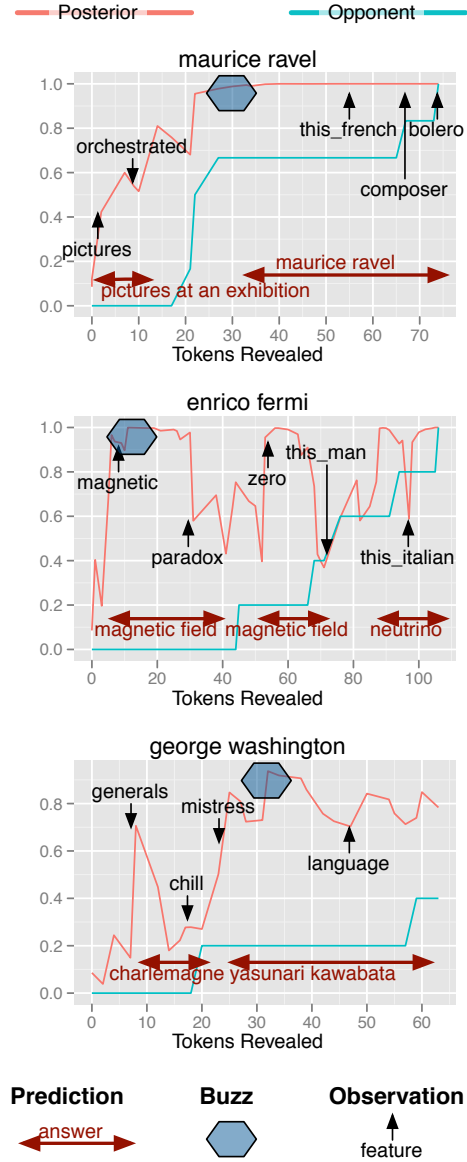 Posterior Opponent
maurice ravel
1.0
0.8
0.6
0.4
0.2
0.0
orchestrated
pictures
this_french
bolero
composer
maurice ravel
pictures at an exhibition
0 10 20 30 40 50 60 70
Tokens Revealed
enrico fermi
1.0
0.8
0.6
0.4
0.2
0.0
this_man
magnetic
zero
paradox
this_italian
magnetic field magnetic field neutrino
0 20 40 60 80 100
Tokens Revealed
george washington
0.8
0.6
0.4
0.2
0.0
generals
mistress
chill
language
charlemagne yasunari kawabata
0 10 20 30 40 50 60
Tokens Revealed
Prediction Buzz Observation
answer
feature